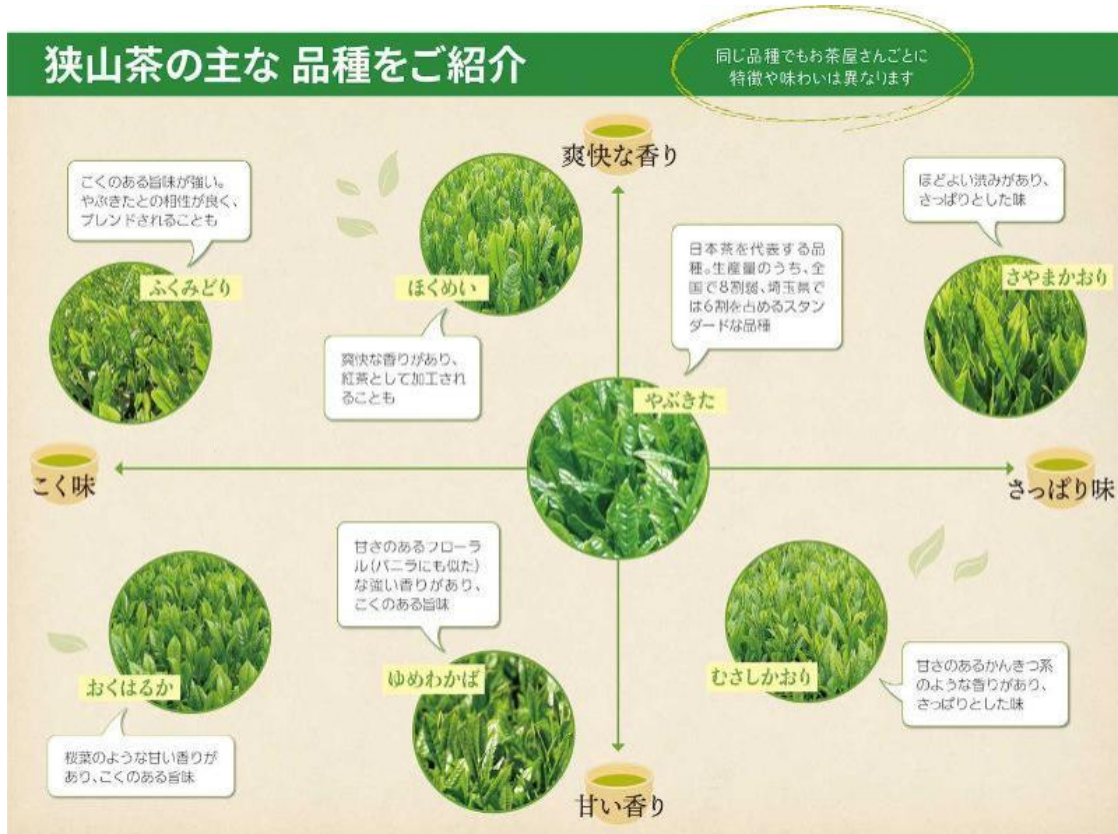 狭山茶の主な 品種をご紹介
同じ品種でもお茶屋さんごとに
特徴や味わいは異なります
爽快な香り
こくのある旨味が強い。
やぶきたとの相性が良く、
ブレンドされることも
ふくみどり
ほくめい
爽快な香りがあり、
紅茶として加工され
ることも
日本茶を代表する品
種。生産量のうち、全
国で8割弱、埼玉県で
は6割を占めるスタン
ダードな品種
やぶきた
ほどよい渋みがあり、
さっぱりとした味
さやまかおり
こく味
さっぱり味
甘さのあるフローラ
ル(バニラにも似た)
な強い香りがあり、
こくのある旨味
ゆめわかば
おくはるか
桜葉のような甘い香りが
あり、こくのある旨味
むさしかおり
甘さのあるかんきつ系
のような香りがあり、
さっぱりとした味
甘い香り